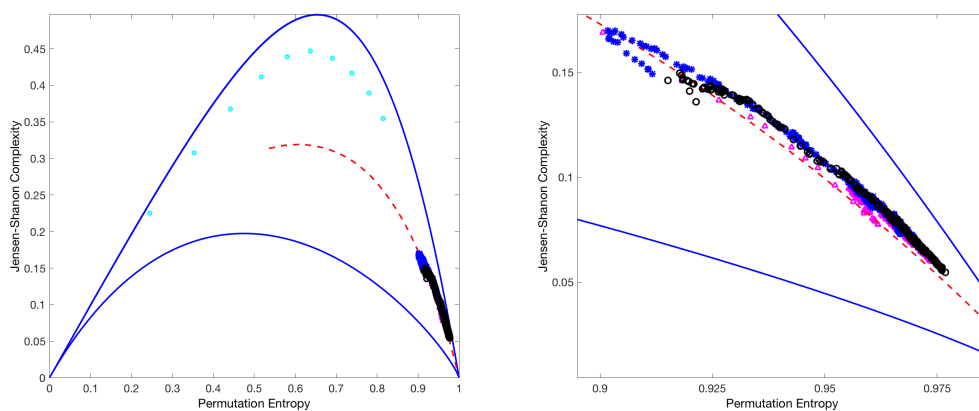 0.45
0.4
0.35
0.3
0.25
0.2
0.15
0.1
0.05
0
0 0.1 0.2 0.3 0.4 0.5 0.6 0.7 0.8 0.9 1
Permutation Entropy
Jensen-Shanon Complexity
0.15
0.1
0.05
0.9 0.925 0.95 0.975
Permutation Entropy
Jensen-Shanon Complexity